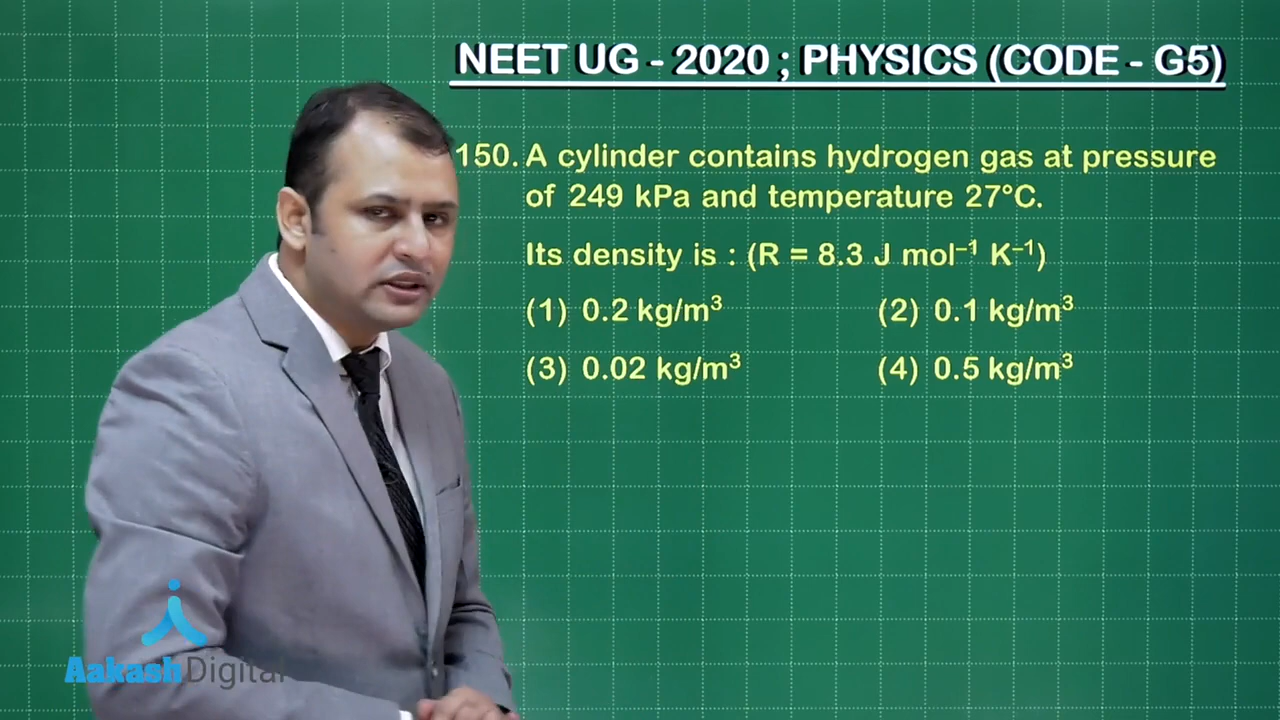 NEET UG - 2020 ; PHYSICS (CODE - G5)
150. A cylinder contains hydrogen gas at pressure
of 249 kPa and temperature 27°C.
Its density is : (R = 8.3 J mol⁻¹ K⁻¹)
(1) 0.2 kg/m³ (2) 0.1 kg/m³
(3) 0.02 kg/m³ (4) 0.5 kg/m³
Aakash Digital